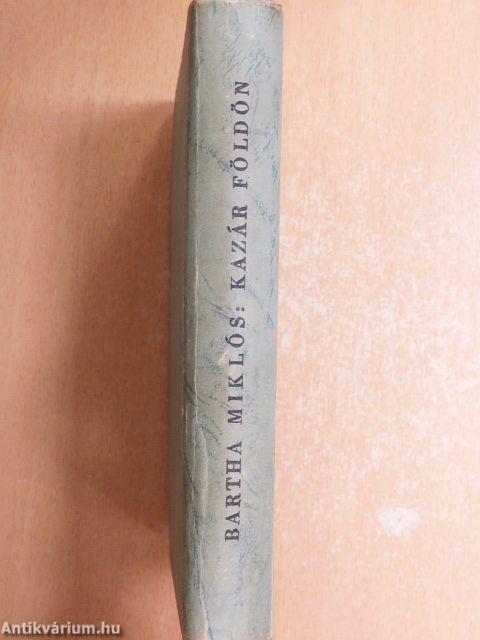 BARTHA MIKLÓS: KAZÁR FÖLDÖN
Antikvárium.hu